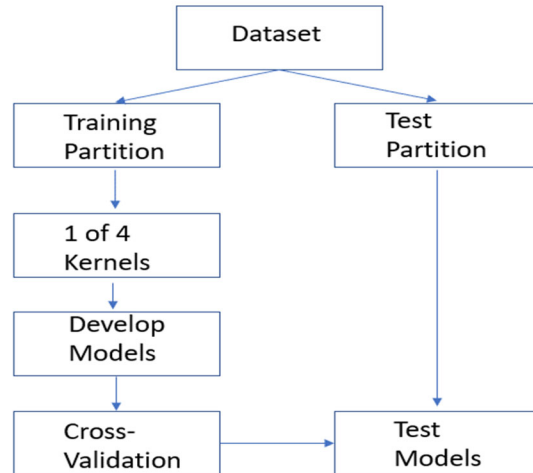 Dataset
Training
Partition
Test
Partition
1 of 4
Kernels
Develop
Models
Cross-
Validation
Test
Models